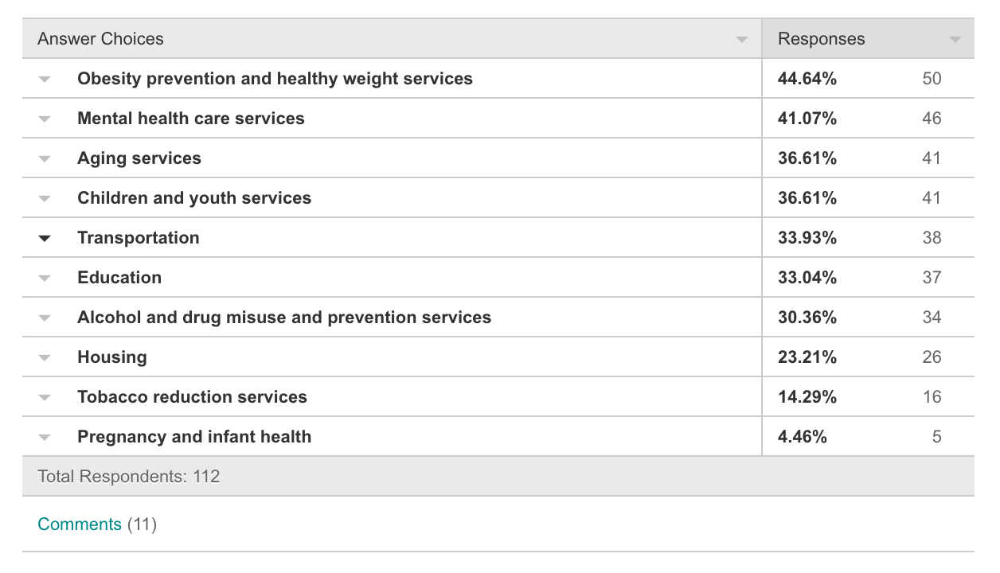 Answer Choices Responses
Obesity prevention and healthy weight services 44.64% 50
Mental health care services 41.07% 46
Aging services 36.61% 41
Children and youth services 36.61% 41
Transportation 33.93% 38
Education 33.04% 37
Alcohol and drug misuse and prevention services 30.36% 34
Housing 23.21% 26
Tobacco reduction services 14.29% 16
Pregnancy and infant health 4.46% 5
Total Respondents: 112
Comments (11)